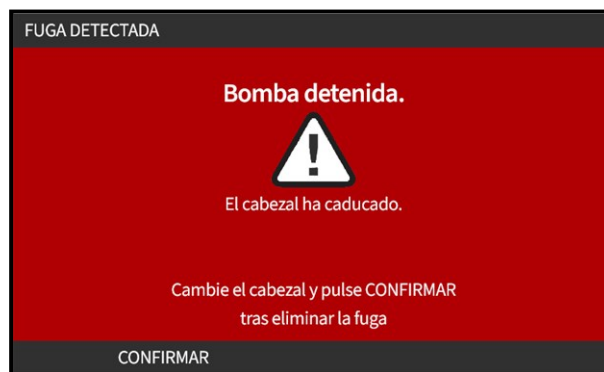 FUGA DETECTADA
Bomba detenida.
!
El cabezal ha caducado.
Cambie el cabezal y pulse CONFIRMAR
tras eliminar la fuga
CONFIRMAR